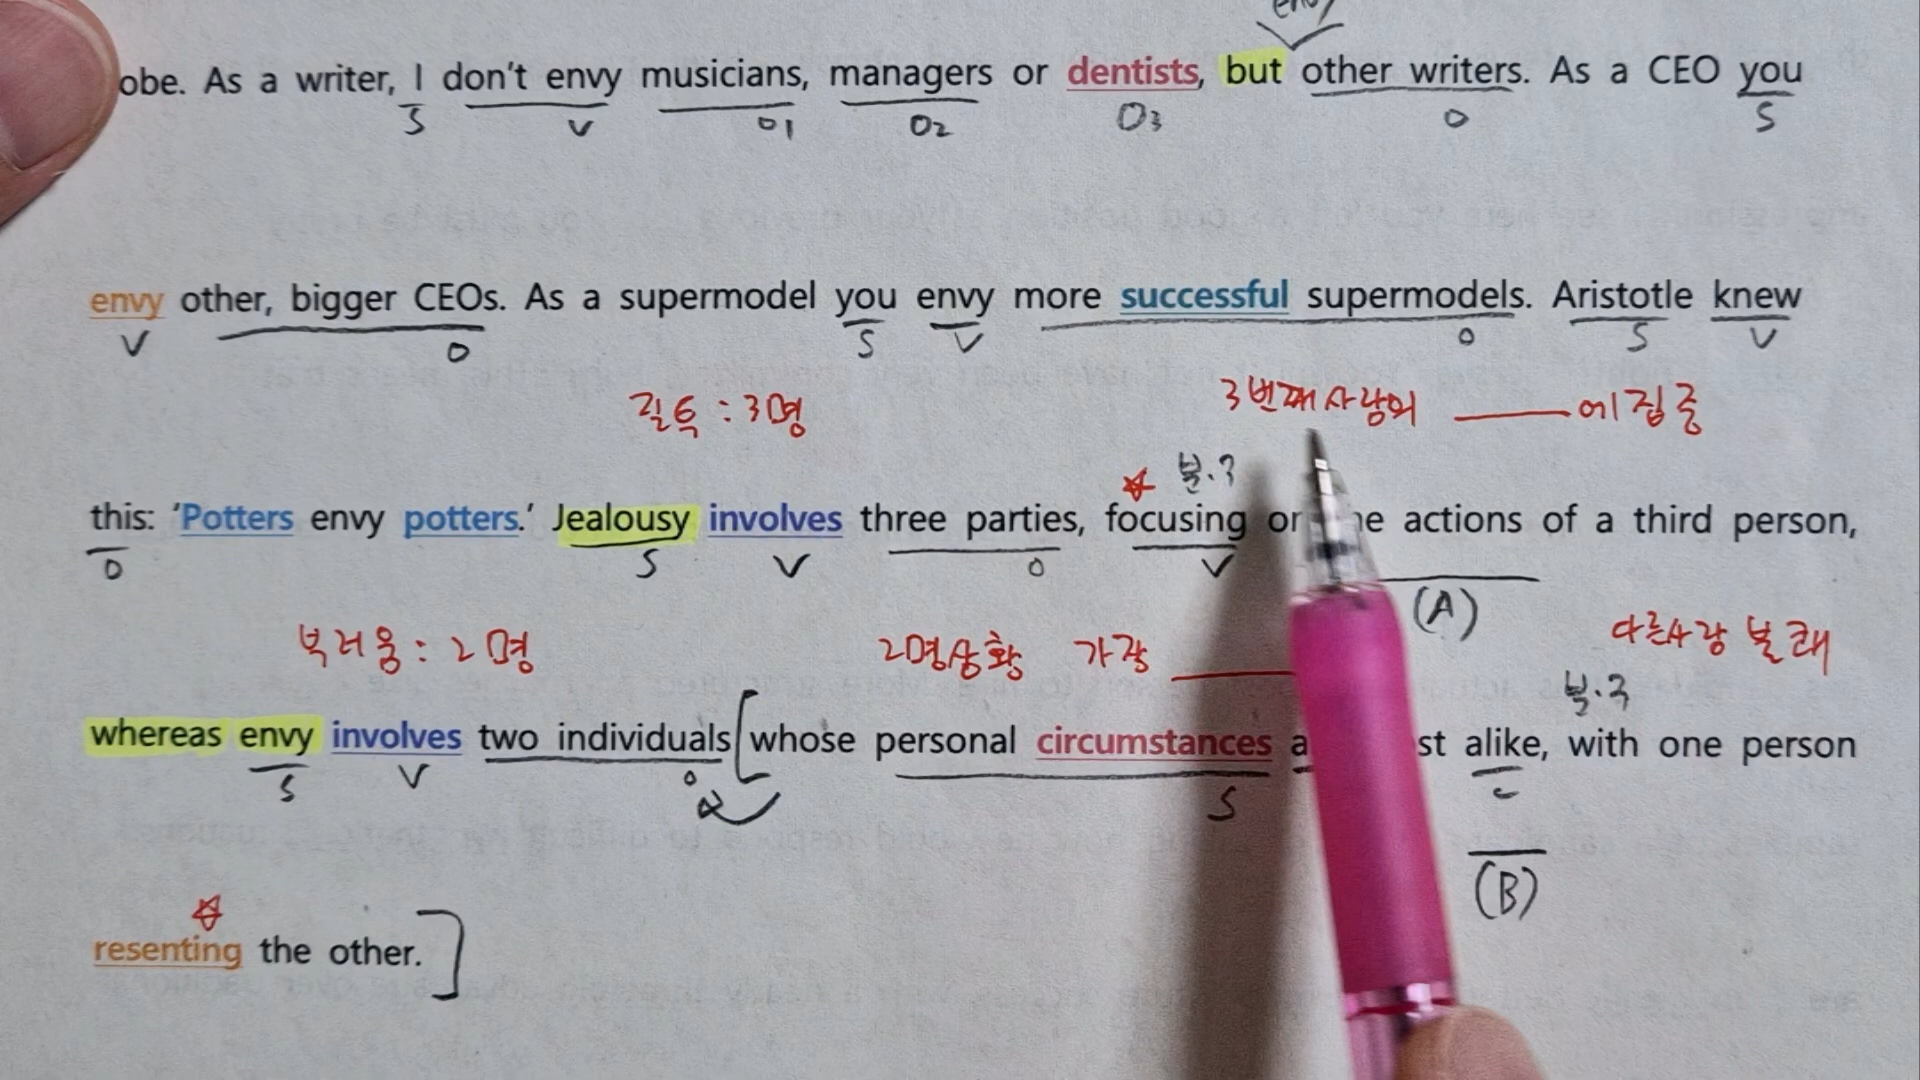 envy
obe. As a writer, I don't envy musicians, managers or dentists, but other writers. As a CEO you
S V O1 O2 O3 O S
envy other, bigger CEOs. As a supermodel you envy more successful supermodels. Aristotle knew
V O S V O S V
질투 : 3명 3번째 사람의 에 집중
분.구
this: 'Potters envy potters.' Jealousy involves three parties, focusing actions of a third person,
O S V O V (A)
부러움 : 2명 2명상황 가장 다른사람 불쾌
분.구
whereas envy involves two individuals [whose personal circumstances st alike, with one person
S V O S C
(B)
resenting the other.]